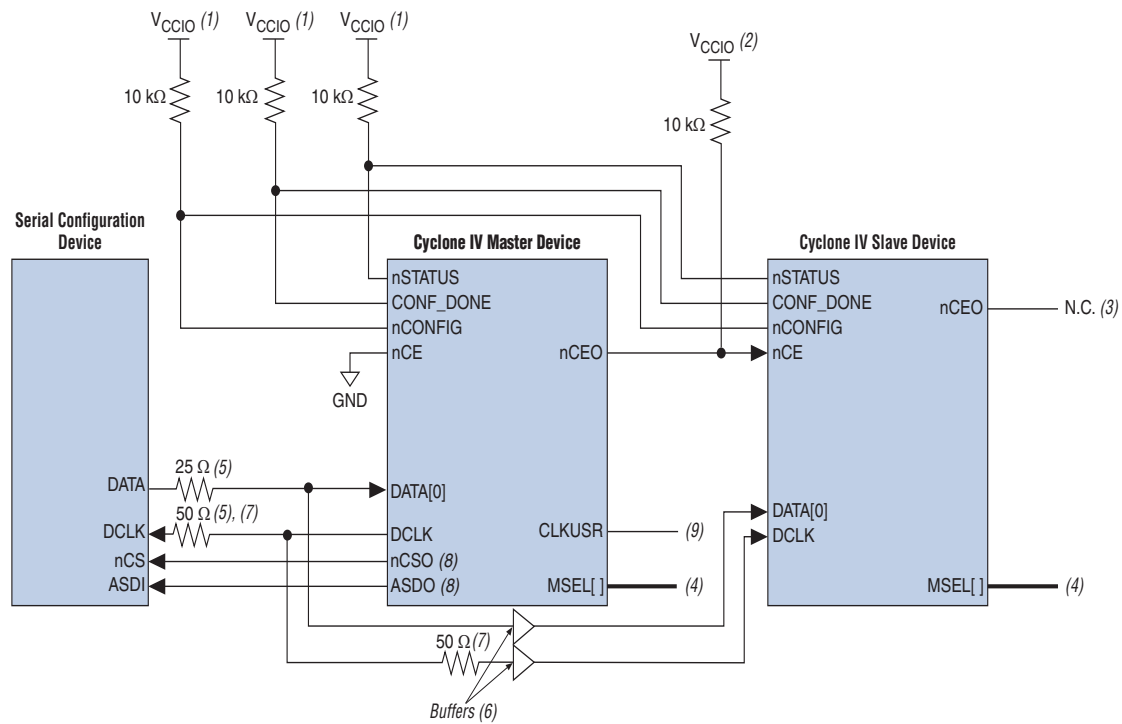 VCCIO (1)
VCCIO (1)
VCCIO (1)
VCCIO (2)
10 kΩ
10 kΩ
10 kΩ
10 kΩ
Serial Configuration
Device
Cyclone IV Master Device
Cyclone IV Slave Device
nSTATUS
CONF_DONE
nCONFIG
nCE
nCEO
GND
nSTATUS
CONF_DONE
nCONFIG
nCE
nCEO
N.C. (3)
DATA
25 Ω (5)
DATA[0]
DCLK
50 Ω (5), (7)
DCLK
nCS
nCSO (8)
ASDI
ASDO (8)
CLKUSR
(9)
MSEL[ ]
(4)
DATA[0]
DCLK
MSEL[ ]
(4)
50 Ω (7)
Buffers (6)